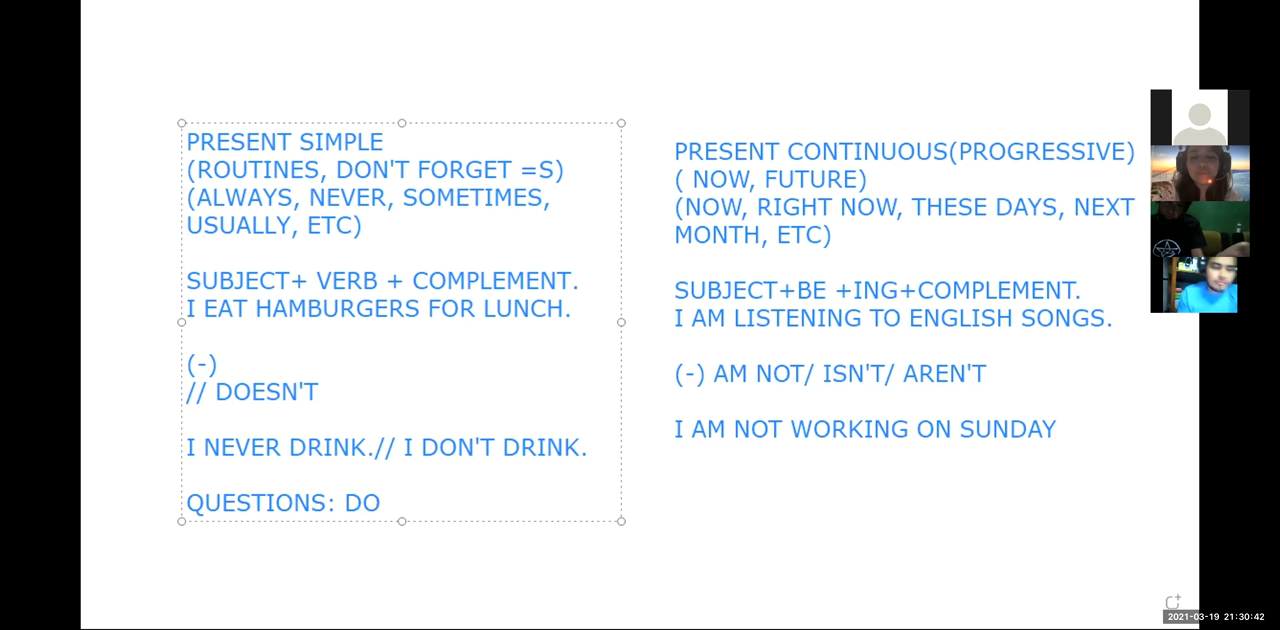 PRESENT SIMPLE
(ROUTINES, DON'T FORGET =S)
(ALWAYS, NEVER, SOMETIMES,
USUALLY, ETC)
SUBJECT+ VERB + COMPLEMENT.
I EAT HAMBURGERS FOR LUNCH.
(-)
// DOESN'T
I NEVER DRINK.// I DON'T DRINK.
QUESTIONS: DO
PRESENT CONTINUOUS(PROGRESSIVE)
( NOW, FUTURE)
(NOW, RIGHT NOW, THESE DAYS, NEXT
MONTH, ETC)
SUBJECT+BE +ING+COMPLEMENT.
I AM LISTENING TO ENGLISH SONGS.
(-) AM NOT/ ISN'T/ AREN'T
I AM NOT WORKING ON SUNDAY
2021-03-19 21:30:42